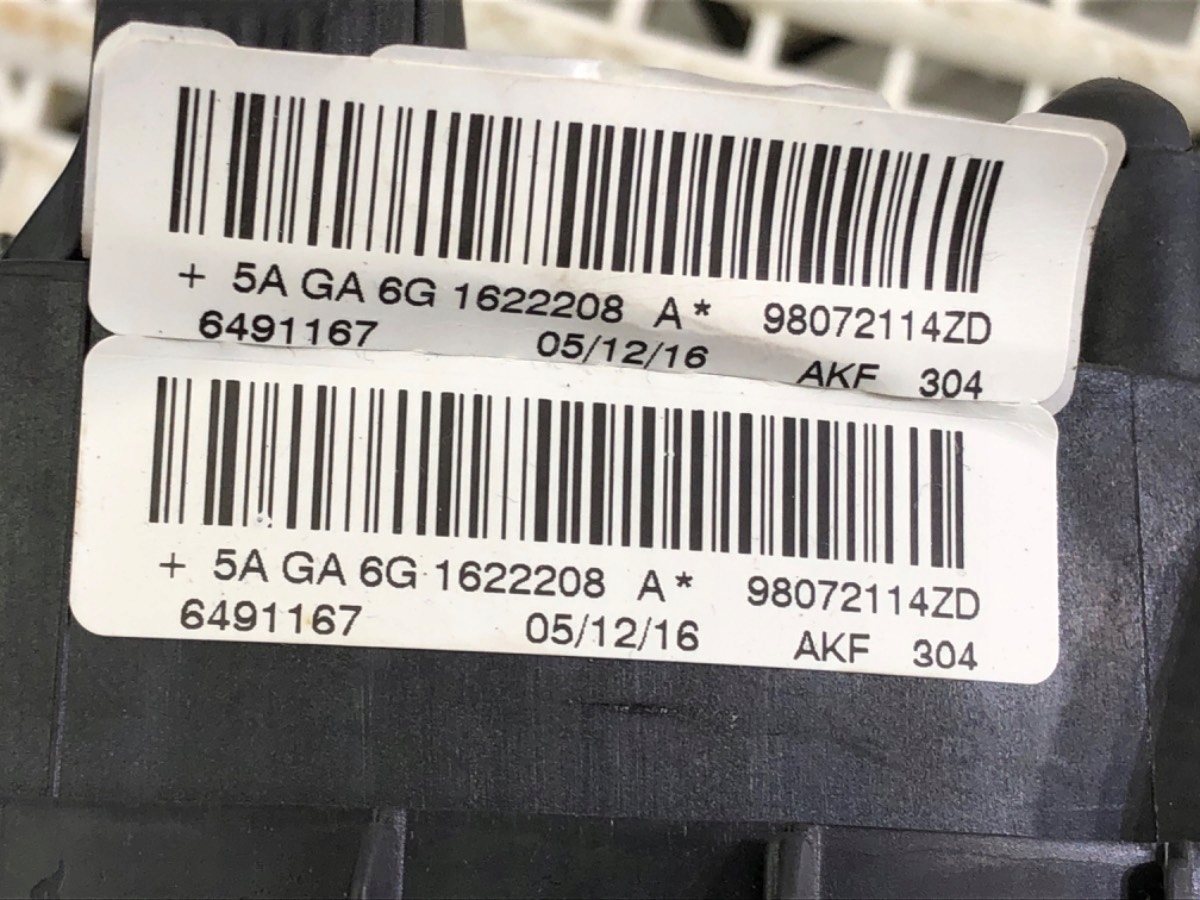 + 5A GA 6G 1622208 A* 98072114ZD
6491167 05/12/16 AKF 304
+ 5A GA 6G 1622208 A* 98072114ZD
6491167 05/12/16 AKF 304